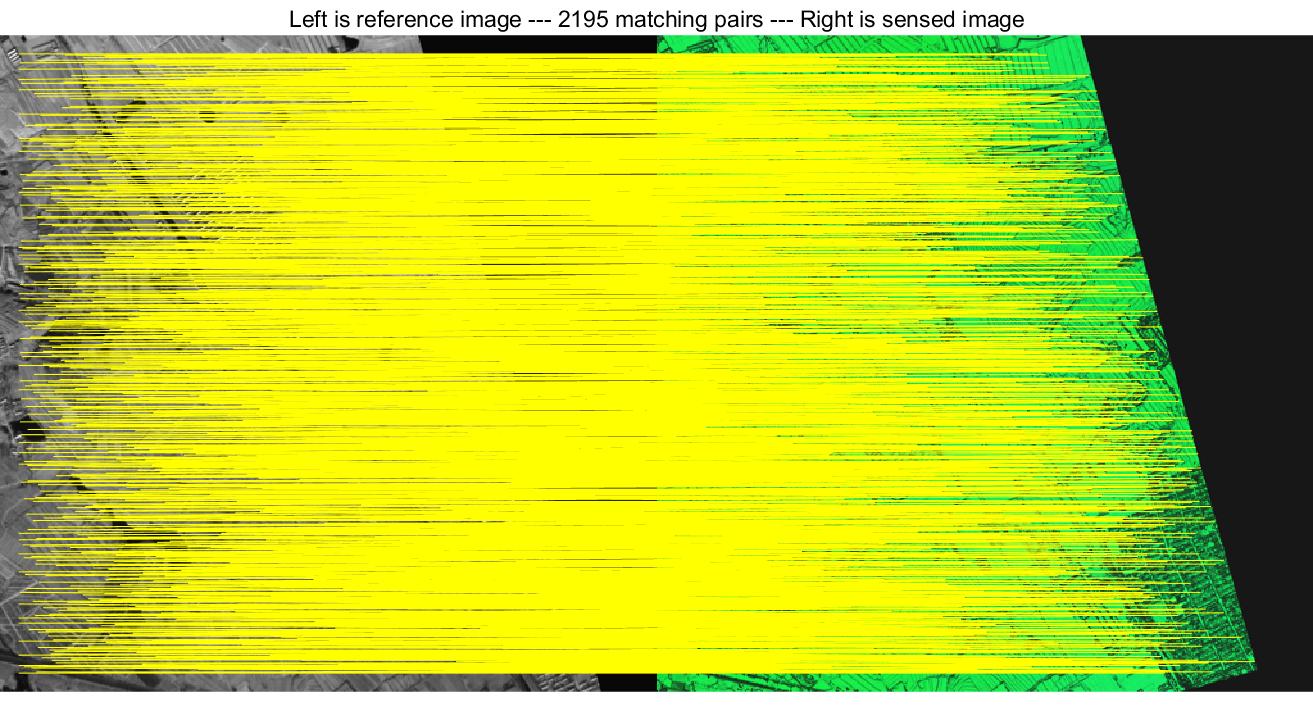 Left is reference image --- 2195 matching pairs --- Right is sensed image